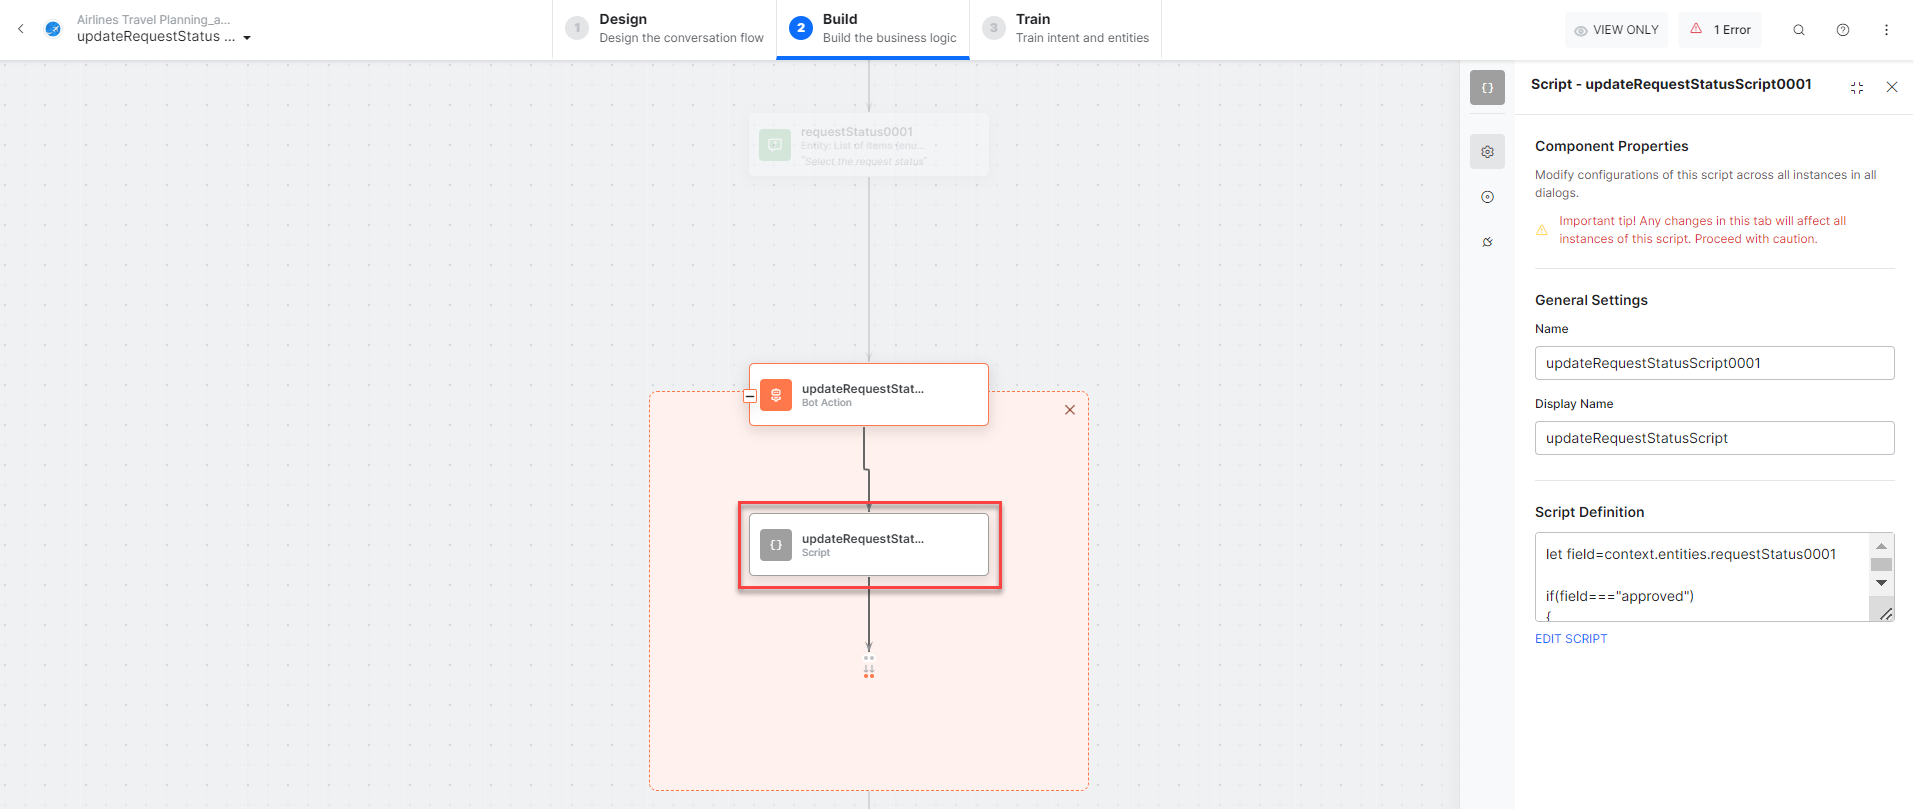 Airlines Travel Planning_a...
updateRequestStatus ...
1
Design
Design the conversation flow
2
Build
Build the business logic
3
Train
Train intent and entities
VIEW ONLY
1 Error
requestStatus0001
Entity: List of items (enu...
"Select the request status"
updateRequestStat...
Bot Action
updateRequestStat...
{} Script
{}
Script - updateRequestStatusScript0001
Component Properties
Modify configurations of this script across all instances in all
dialogs.
Important tip! Any changes in this tab will affect all
instances of this script. Proceed with caution.
General Settings
Name
updateRequestStatusScript0001
Display Name
updateRequestStatusScript
Script Definition
let field=context.entities.requestStatus0001
if(field==="approved")
{
EDIT SCRIPT